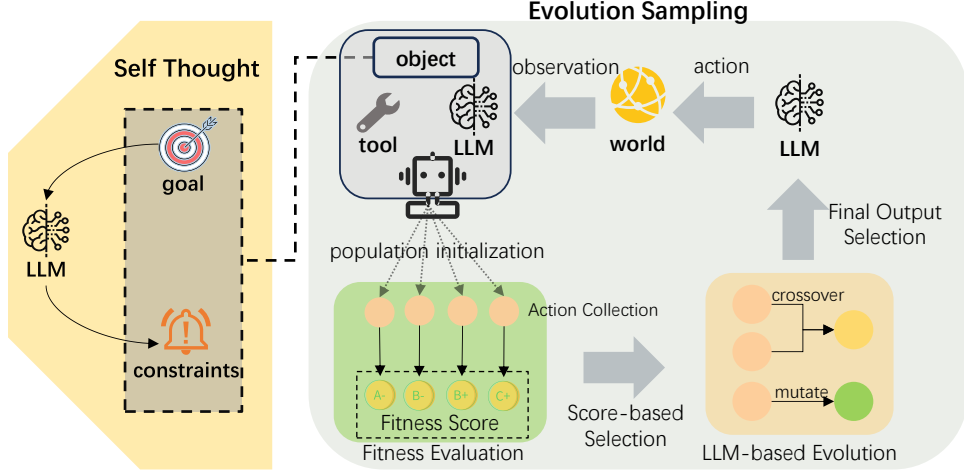 Evolution Sampling
Self Thought
goal
LLM
constraints
object
tool
LLM
observation
world
action
LLM
population initialization
Action Collection
A-
B-
B+
C+
Fitness Score
Fitness Evaluation
Score-based
Selection
crossover
mutate
LLM-based Evolution
Final Output
Selection